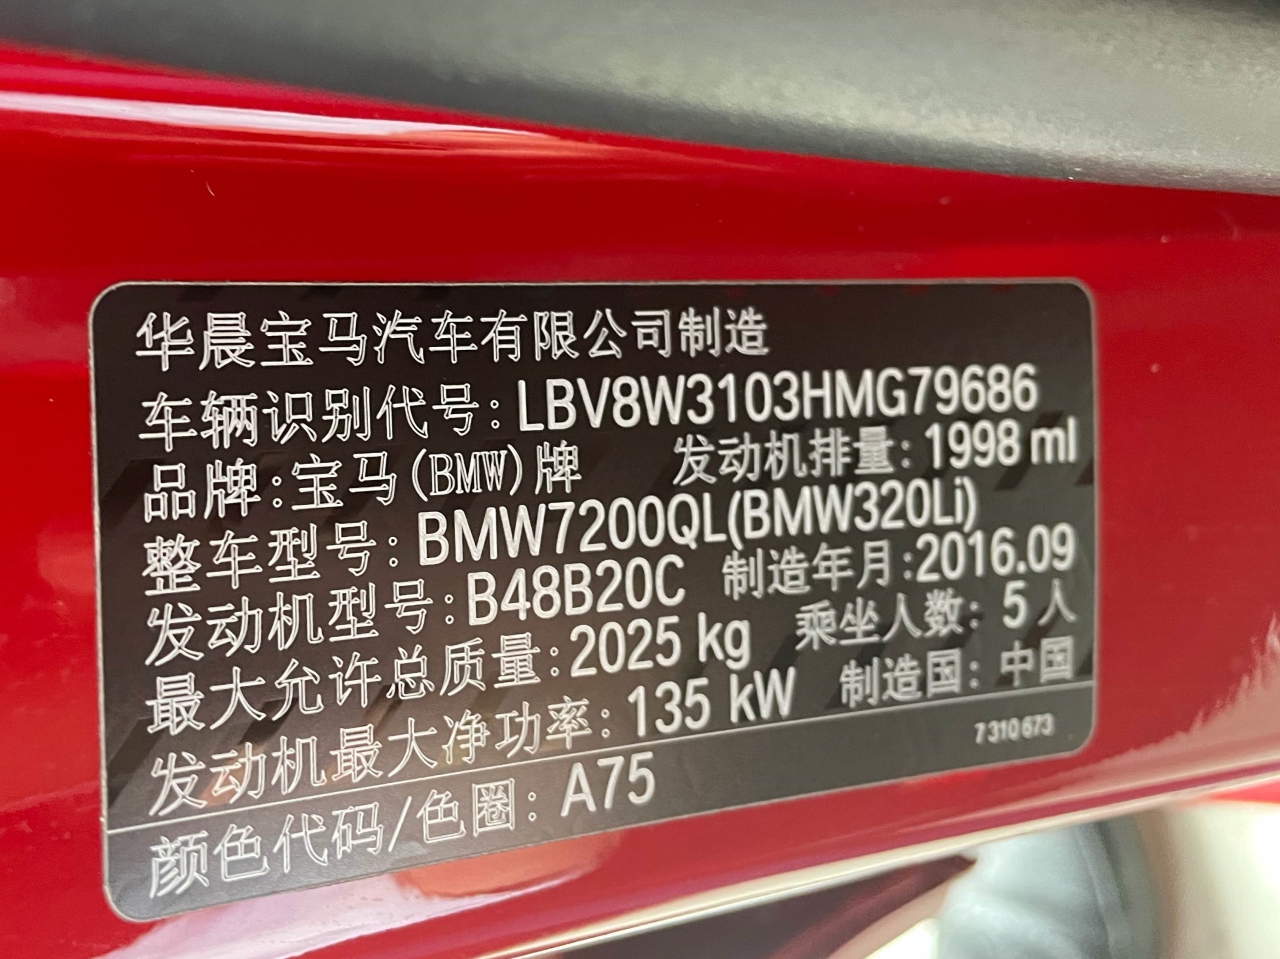 华晨宝马汽车有限公司制造
车辆识别代号: LBV8W3103HMG79686
品牌: 宝马(BMW)牌 发动机排量: 1998 ml
整车型号: BMW7200QL(BMW320Li)
发动机型号: B48B20C 制造年月: 2016.09
最大允许总质量: 2025 kg 乘坐人数: 5 人
发动机最大净功率: 135 kW 制造国: 中国
7 310 673
颜色代码/色圈: A75